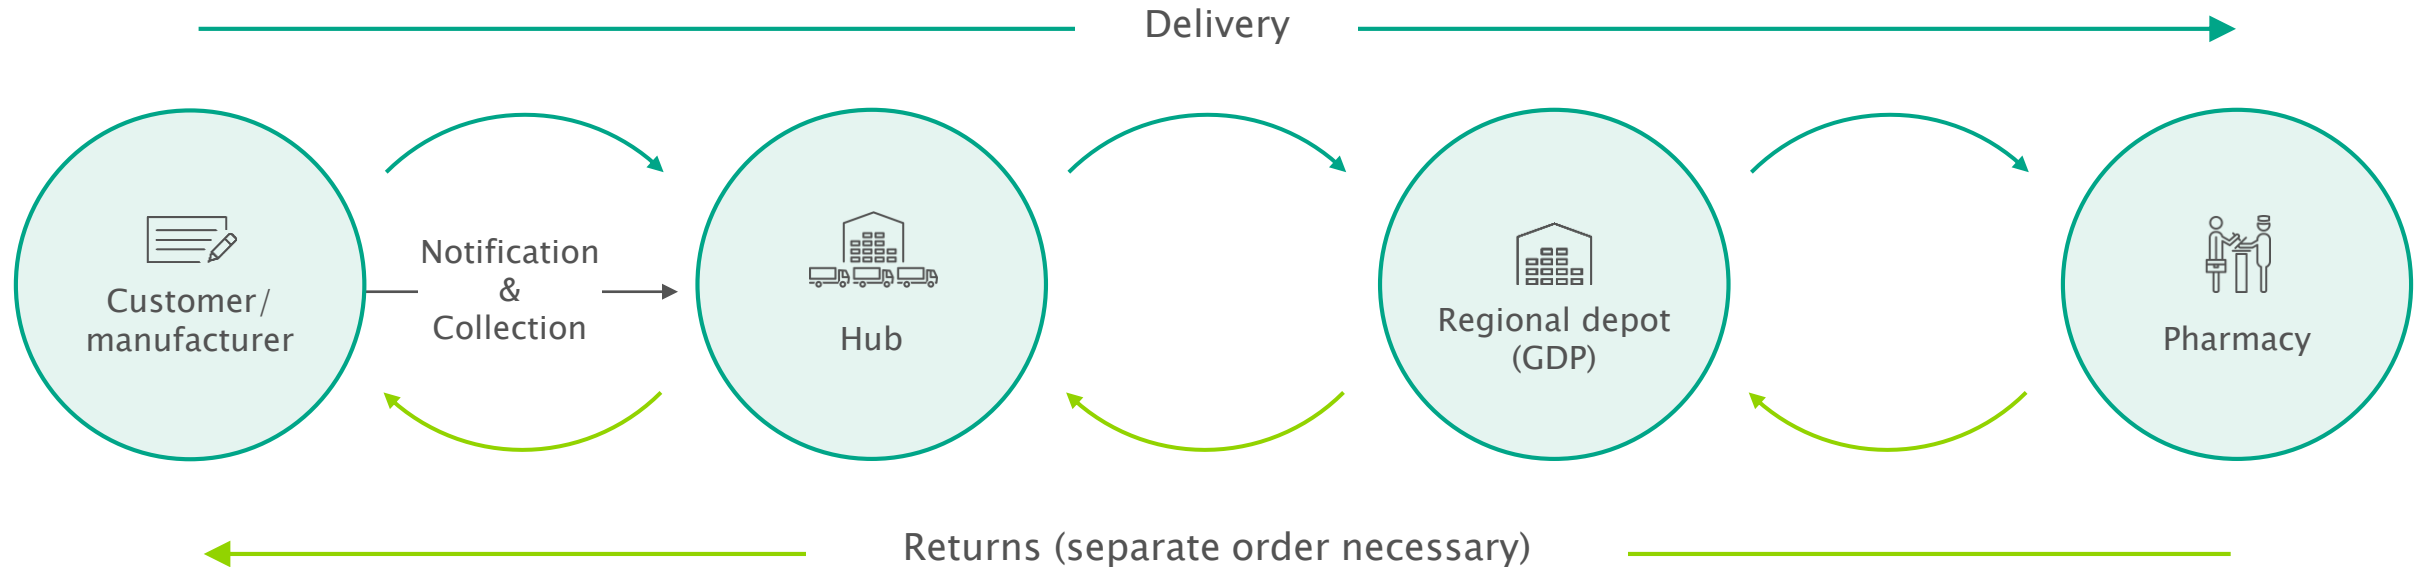 Delivery
Customer/
manufacturer
Notification
&
Collection
Hub
Regional depot
(GDP)
Pharmacy
Returns (separate order necessary)